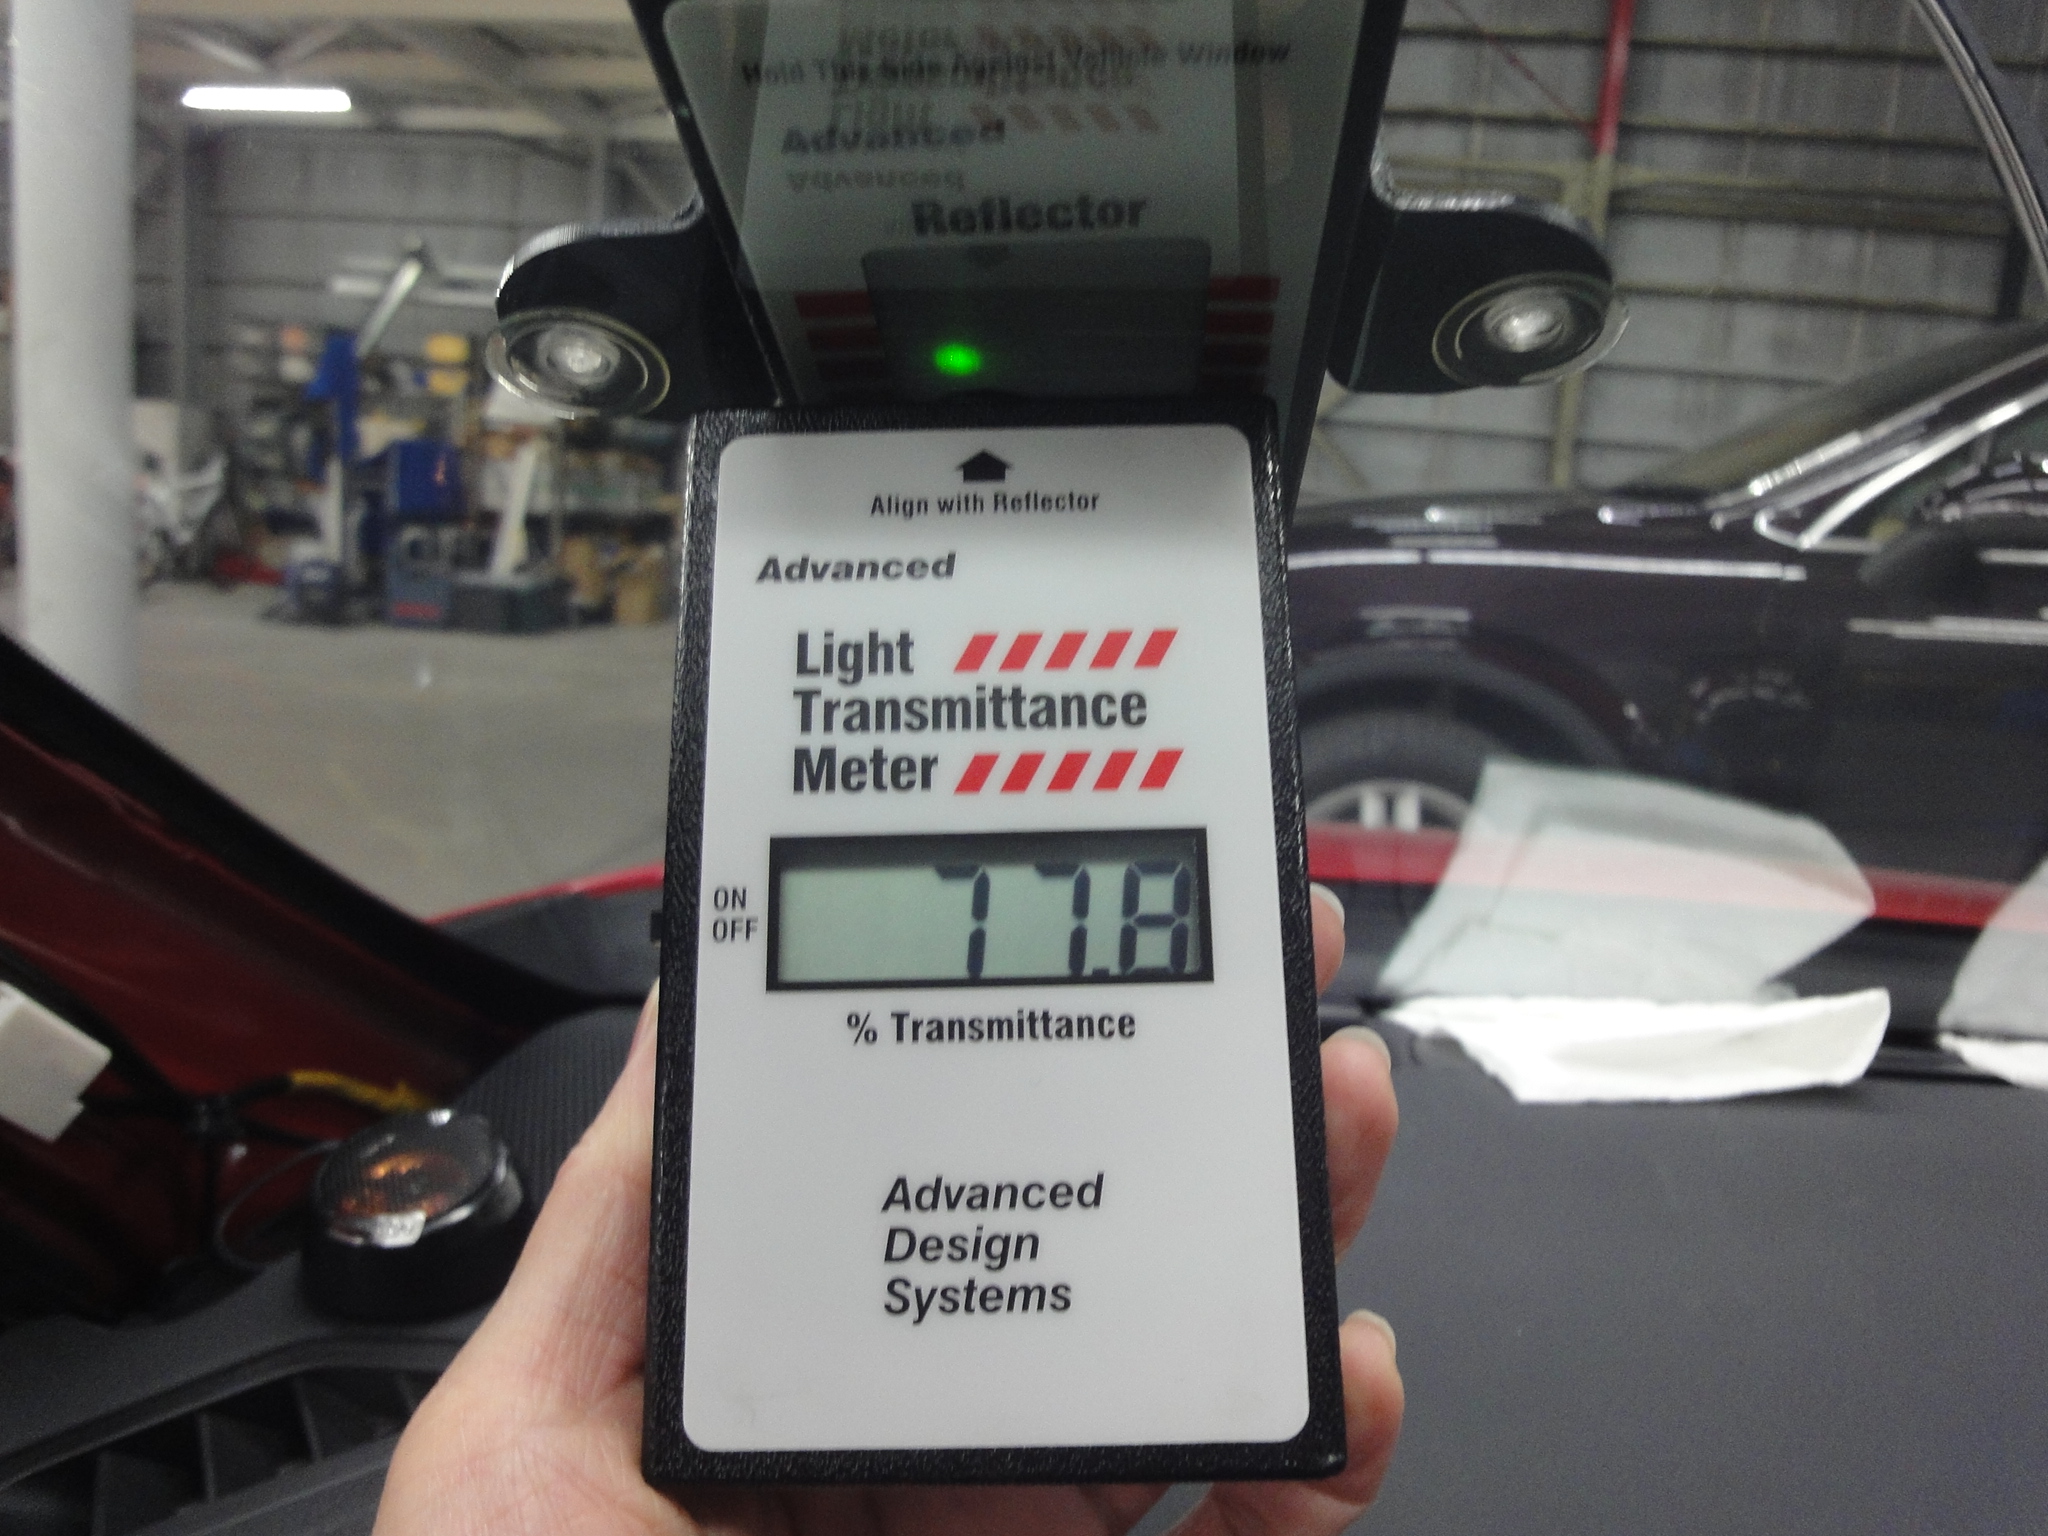 Hold This Side Against Vehicle Window
Advanced
Reflector
Align with Reflector
Advanced
Light
Transmittance
Meter
ON
OFF
77.8
% Transmittance
Advanced
Design
Systems